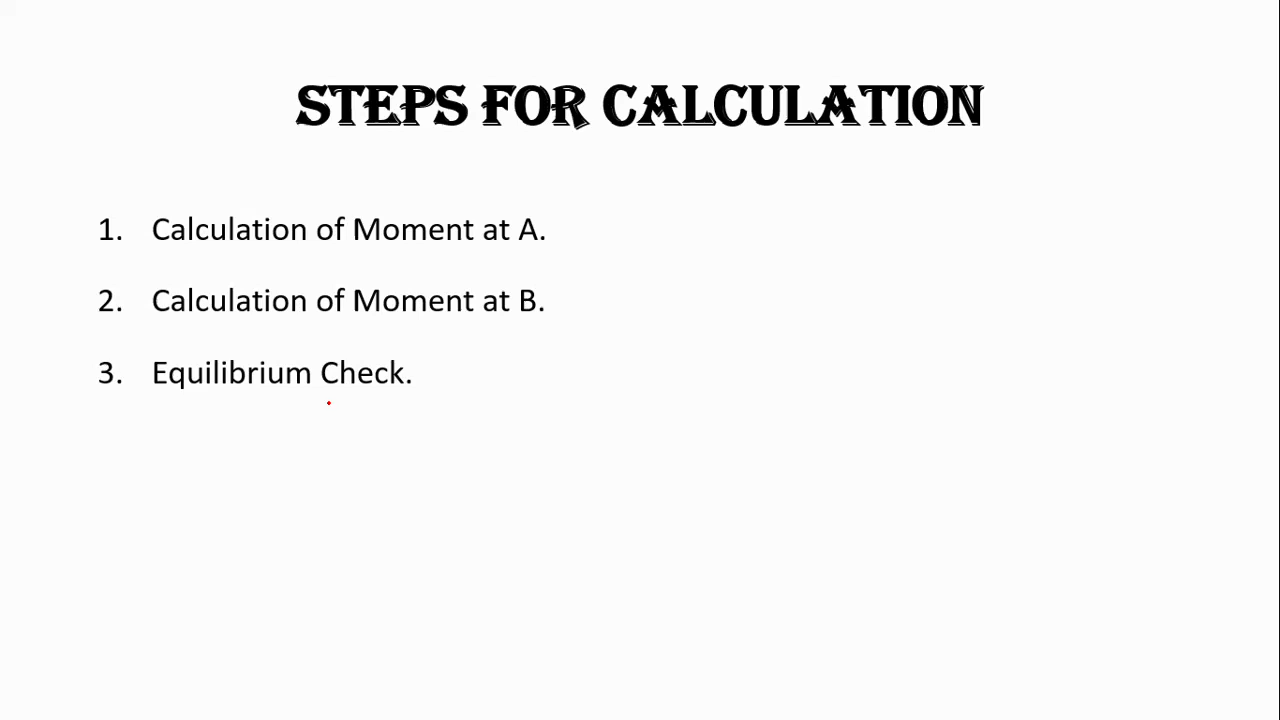 STEPS FOR CALCULATION
1. Calculation of Moment at A.
2. Calculation of Moment at B.
3. Equilibrium Check.